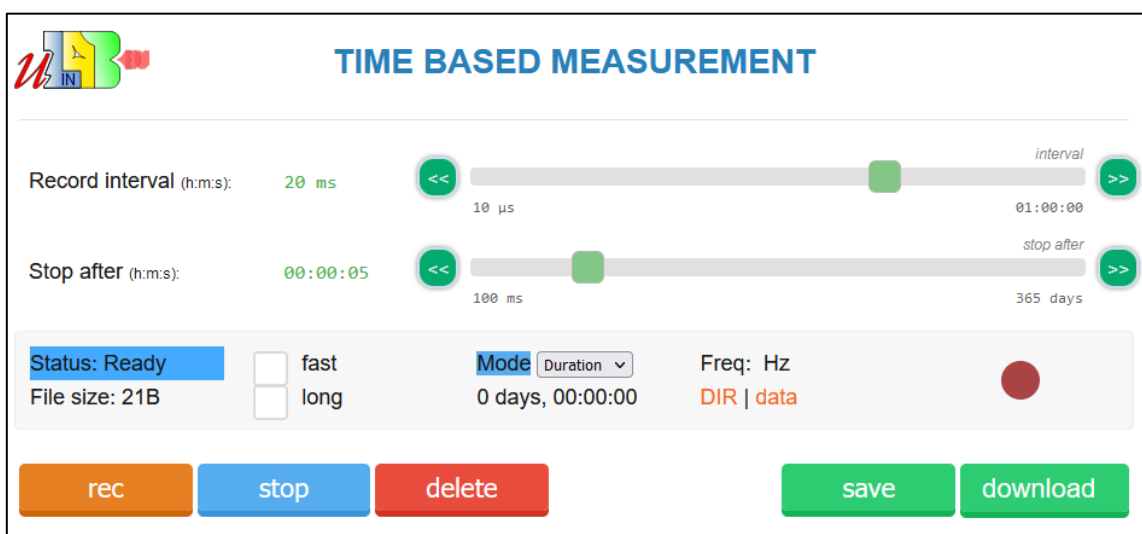 uLAB IN
TIME BASED MEASUREMENT
interval
Record interval (h:m:s): 20 ms << >>
10 µs 01:00:00
stop after
Stop after (h:m:s): 00:00:05 << >>
100 ms 365 days
Status: Ready fast Mode Duration Freq: Hz
File size: 21B long 0 days, 00:00:00 DIR | data
rec stop delete save download